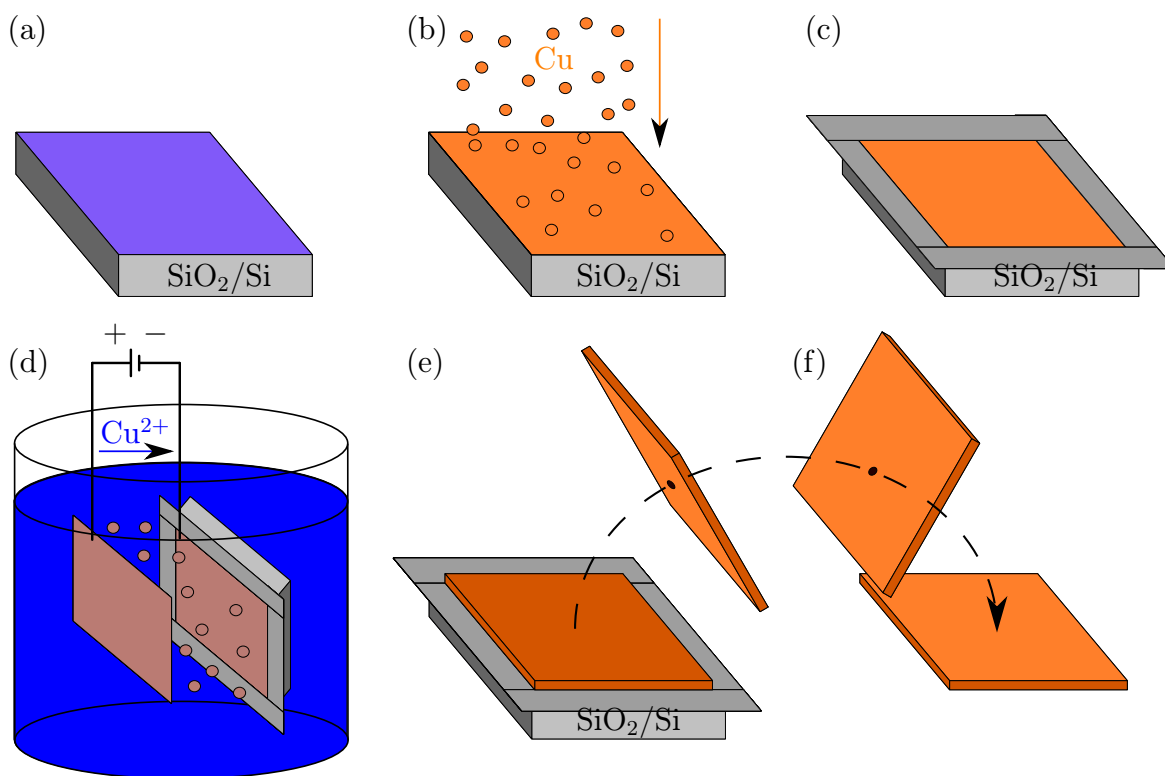 (a)
SiO₂/Si
(b)
Cu
SiO₂/Si
(c)
SiO₂/Si
(d)
+ −
Cu²⁺
(e)
SiO₂/Si
(f)